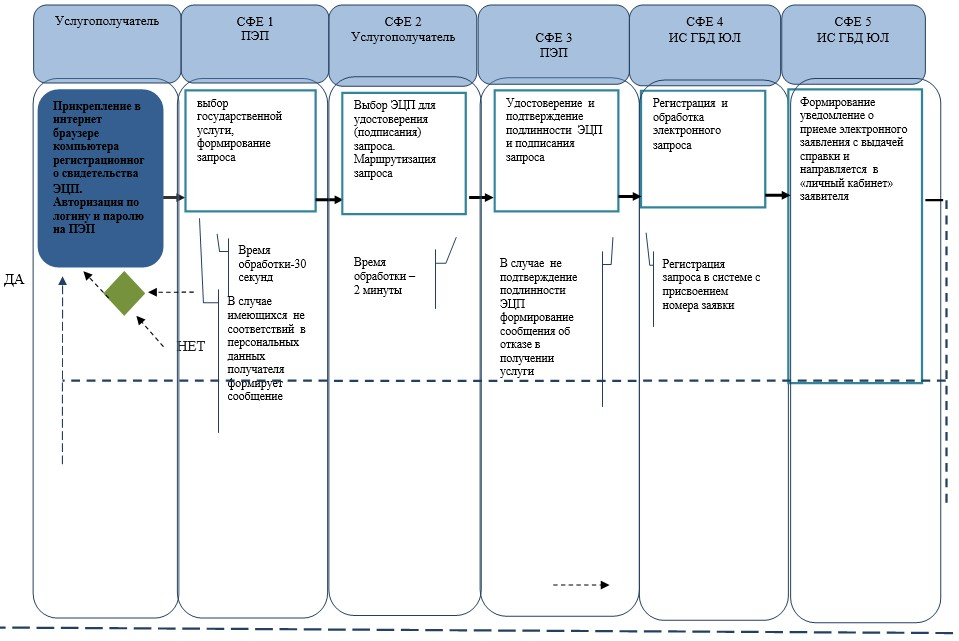 Услугополучатель
СФЕ 1
ПЭП
СФЕ 2
Услугополучатель
СФЕ 3
ПЭП
СФЕ 4
ИС ГБД ЮЛ
СФЕ 5
ИС ГБД ЮЛ
Прикрепление в
интернет
браузере
компьютера
регистрационног
о свидетельства
ЭЦП.
Авторизация по
логину и паролю
на ПЭП
выбор
государственной
услуги,
формирование
запроса
Выбор ЭЦП для
удостоверения
(подписания)
запроса.
Маршрутизация
запроса
Удостоверение и
подтверждение
подлинности ЭЦП
и подписания
запроса
Регистрация и
обработка
электронного
запроса
Формирование
уведомление о
приеме электронного
заявления с выдачей
справки и
направляется в
«личный кабинет»
заявителя
Время
обработки-30
секунд
В случае
имеющихся не
соответствий в
персональных
данных
получателя
формирует
сообщение
Время
обработки –
2 минуты
В случае не
подтверждение
подлинности
ЭЦП
формирование
сообщения об
отказе в
получении
услуги
Регистрация
запроса в системе с
присвоением
номера заявки
ДА
НЕТ